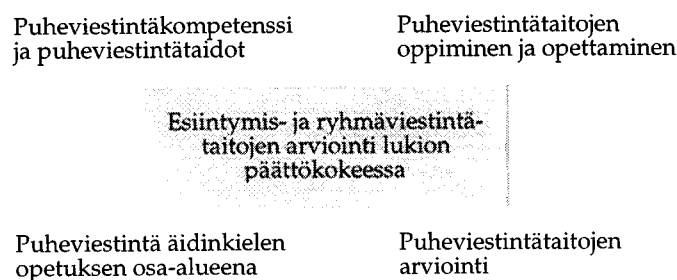 Puheviestintäkompetenssi
ja puheviestintätaidot
Puheviestintätaitojen
oppiminen ja opettaminen
Esiintymis- ja ryhmäviestintä-
taitojen arviointi lukion
päättökokeessa
Puheviestintä äidinkielen
opetuksen osa-alueena
Puheviestintätaitojen
arviointi